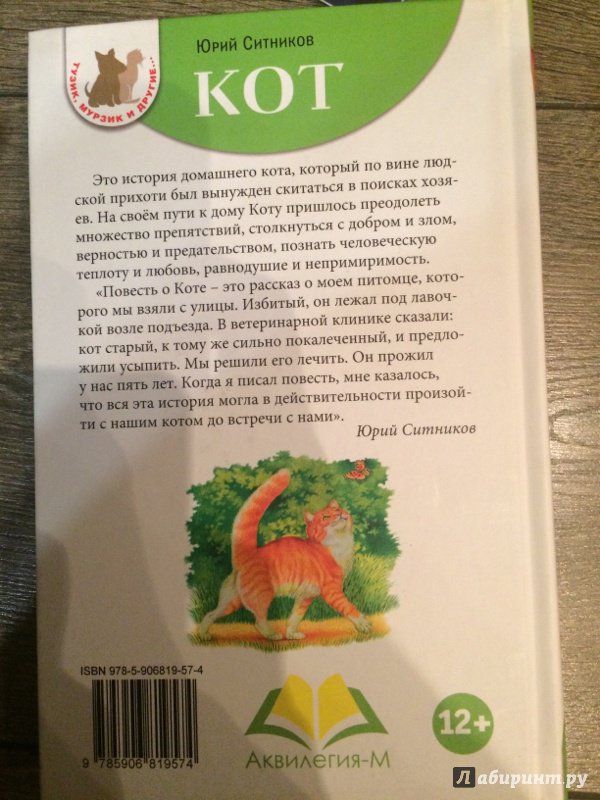 Юрий Ситников
КОТ
ТУЗИК, МУРЗИК И ДРУГИЕ...
Это история домашнего кота, который по вине люд-
ской прихоти был вынужден скитаться в поисках хозя-
ев. На своём пути к дому Коту пришлось преодолеть
множество препятствий, столкнуться с добром и злом,
верностью и предательством, познать человеческую
теплоту и любовь, равнодушие и непримиримость.
«Повесть о Коте – это рассказ о моем питомце, кото-
рого мы взяли с улицы. Избитый, он лежал под лавоч-
кой возле подъезда. В ветеринарной клинике сказали:
кот старый, к тому же сильно покалеченный, и предло-
жили усыпить. Мы решили его лечить. Он прожил
у нас пять лет. Когда я писал повесть, мне казалось,
что вся эта история могла в действительности произой-
ти с нашим котом до встречи с нами».
Юрий Ситников
ISBN 978-5-906819-57-4
9 785906 819574
Аквилегия-М
12+
Лабиринт.ру